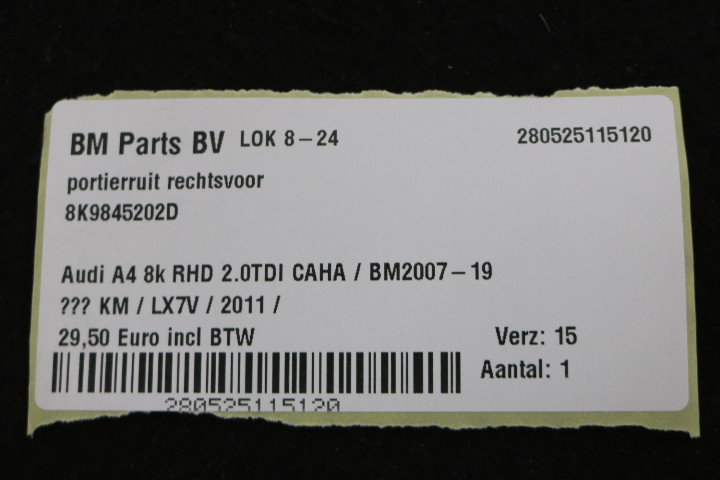 BM Parts BV LOK 8-24 280525115120
portierruit rechtsvoor
8K9845202D
Audi A4 8k RHD 2.0TDI CAHA / BM2007-19
??? KM / LX7V / 2011 /
29,50 Euro incl BTW Verz: 15
Aantal: 1
280525115120